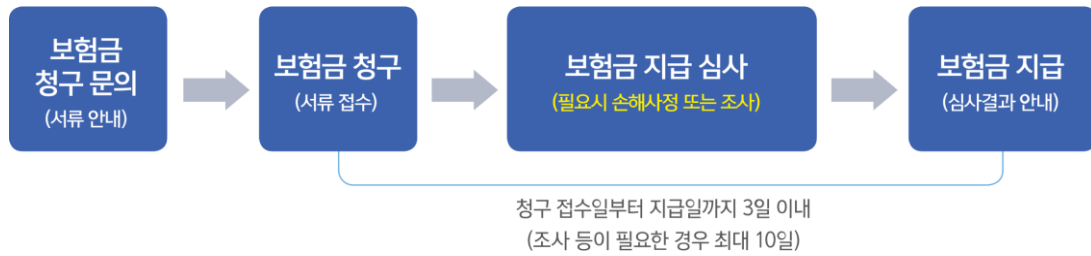 보험금
청구 문의
(서류 안내)
보험금 청구
(서류 접수)
보험금 지급 심사
(필요시 손해사정 또는 조사)
보험금 지급
(심사결과 안내)
청구 접수일부터 지급일까지 3일 이내
(조사 등이 필요한 경우 최대 10일)